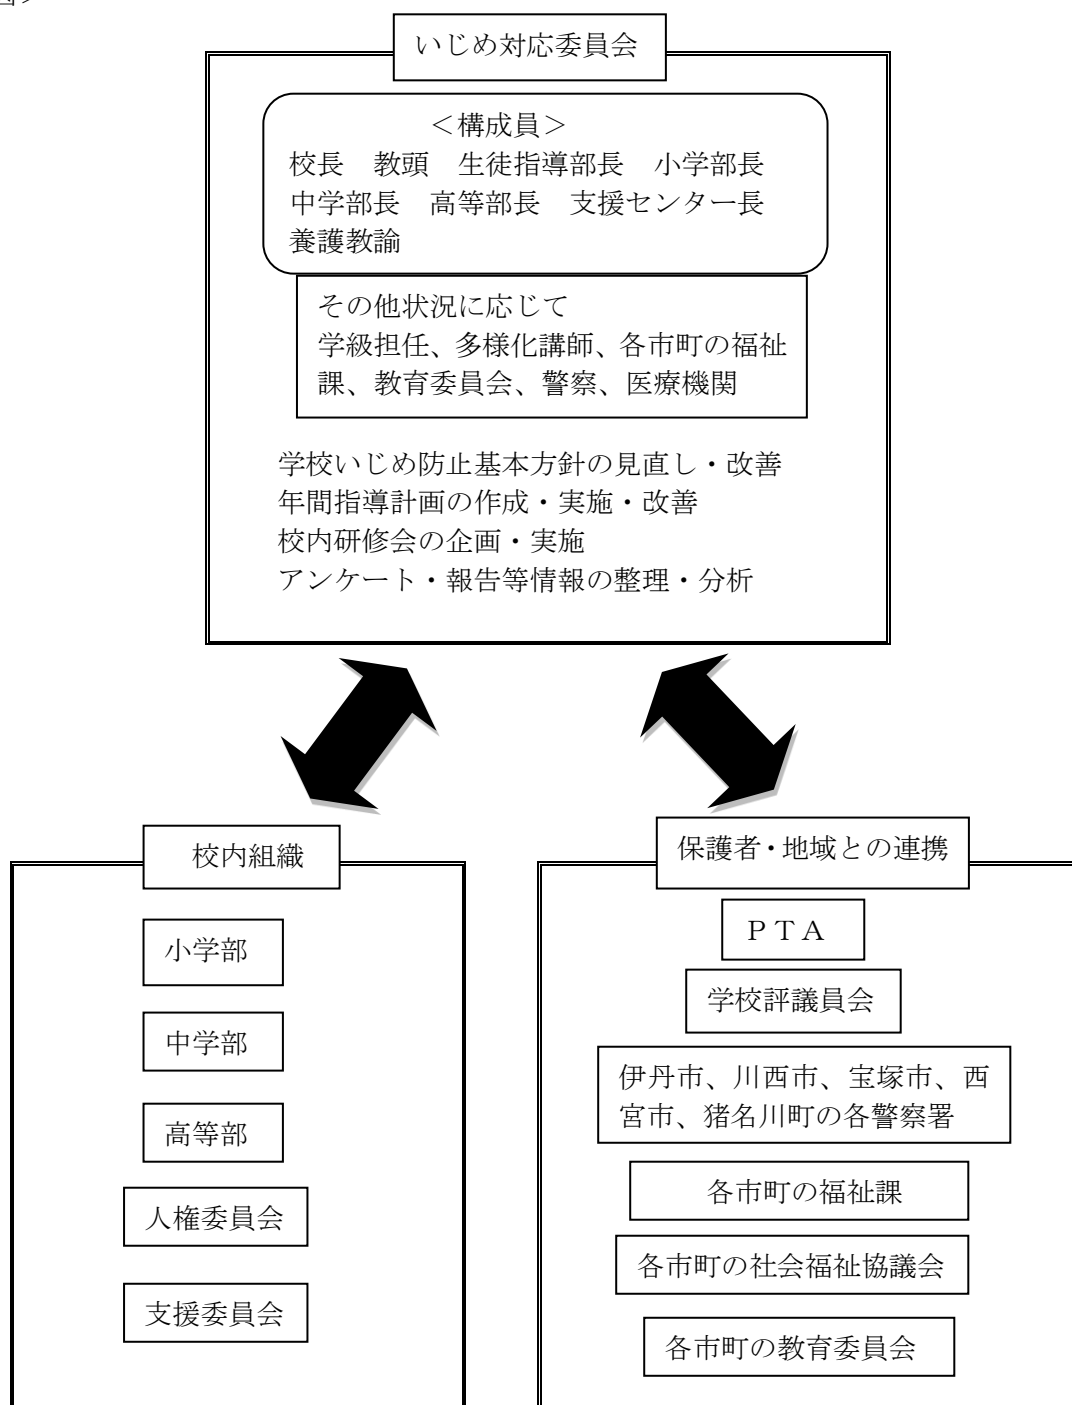 図＞
いじめ対応委員会
＜構成員＞
校長　教頭　生徒指導部長　小学部長
中学部長　高等部長　支援センター長
養護教諭
その他状況に応じて
学級担任、多様化講師、各市町の福祉
課、教育委員会、警察、医療機関
学校いじめ防止基本方針の見直し・改善
年間指導計画の作成・実施・改善
校内研修会の企画・実施
アンケート・報告等情報の整理・分析
校内組織
小学部
中学部
高等部
人権委員会
支援委員会
保護者・地域との連携
ＰＴＡ
学校評議員会
伊丹市、川西市、宝塚市、西
宮市、猪名川町の各警察署
各市町の福祉課
各市町の社会福祉協議会
各市町の教育委員会